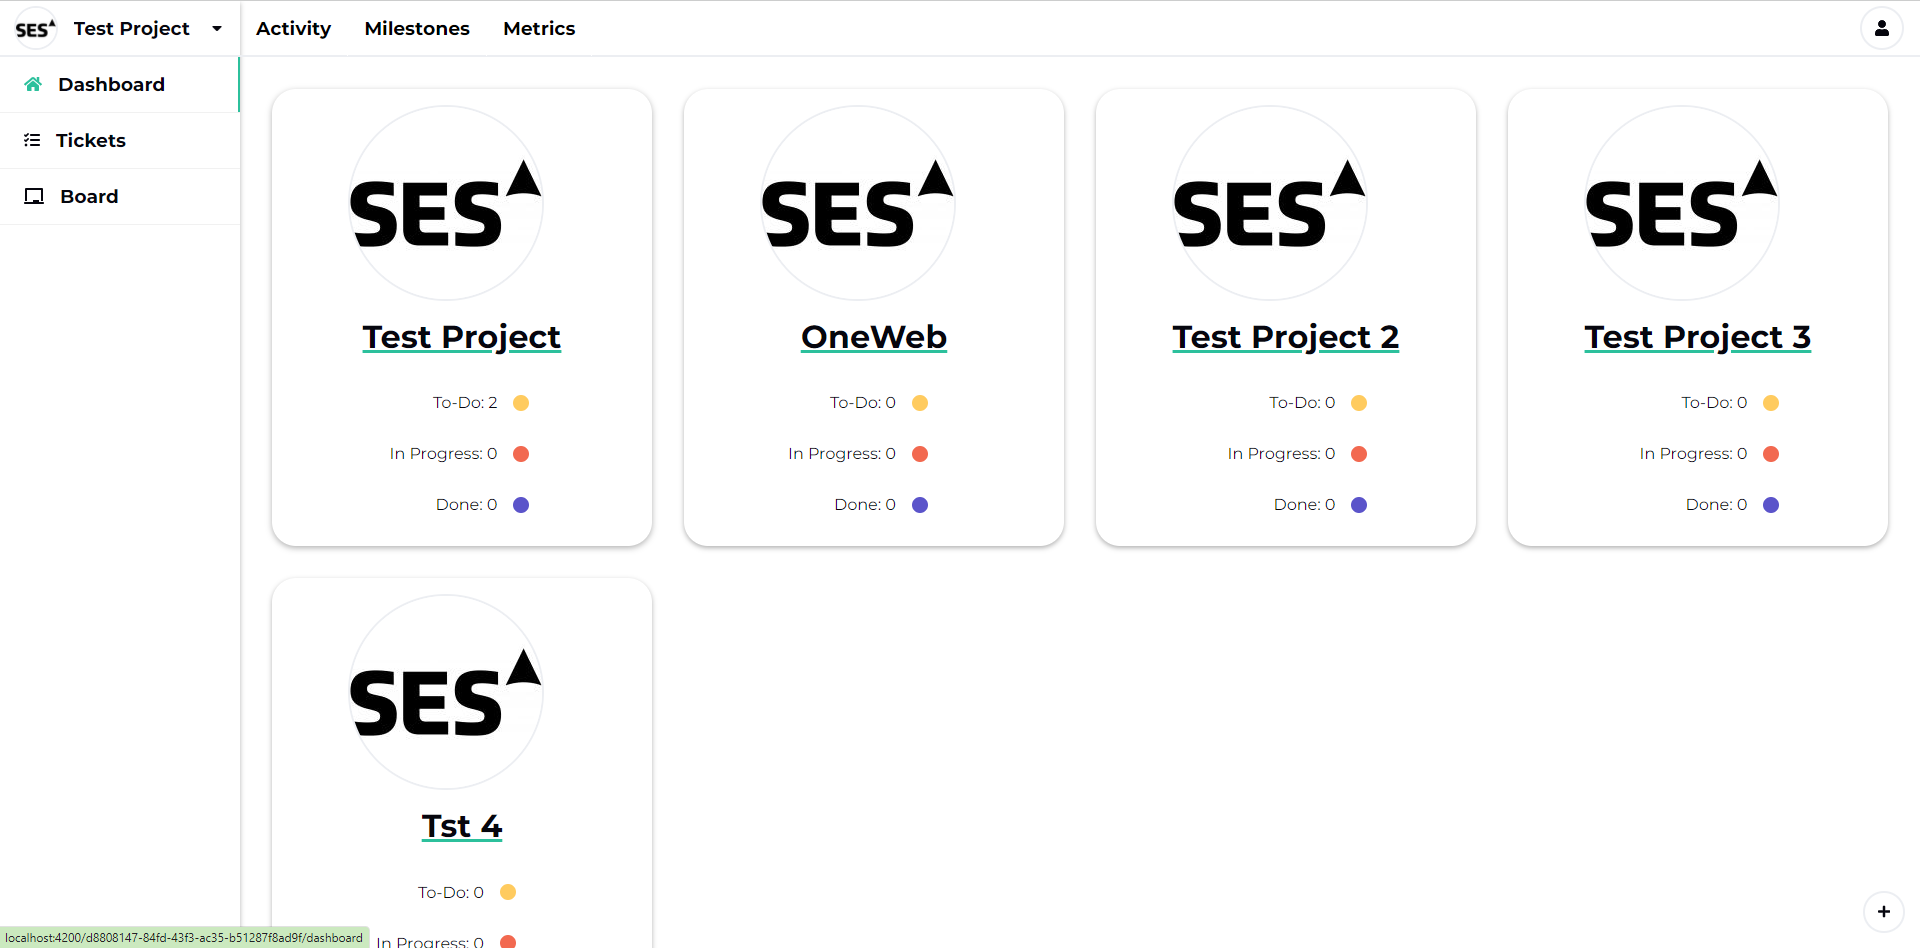 SES Test Project Activity Milestones Metrics
Dashboard
Tickets
Board
SES SES SES SES
Test Project OneWeb Test Project 2 Test Project 3
To-Do: 2 To-Do: 0 To-Do: 0 To-Do: 0
In Progress: 0 In Progress: 0 In Progress: 0 In Progress: 0
Done: 0 Done: 0 Done: 0 Done: 0
SES
Tst 4
To-Do: 0
In Progress: 0
localhost:4200/d8808147-84fd-43f3-ac35-b51287f8ad9f/dashboard